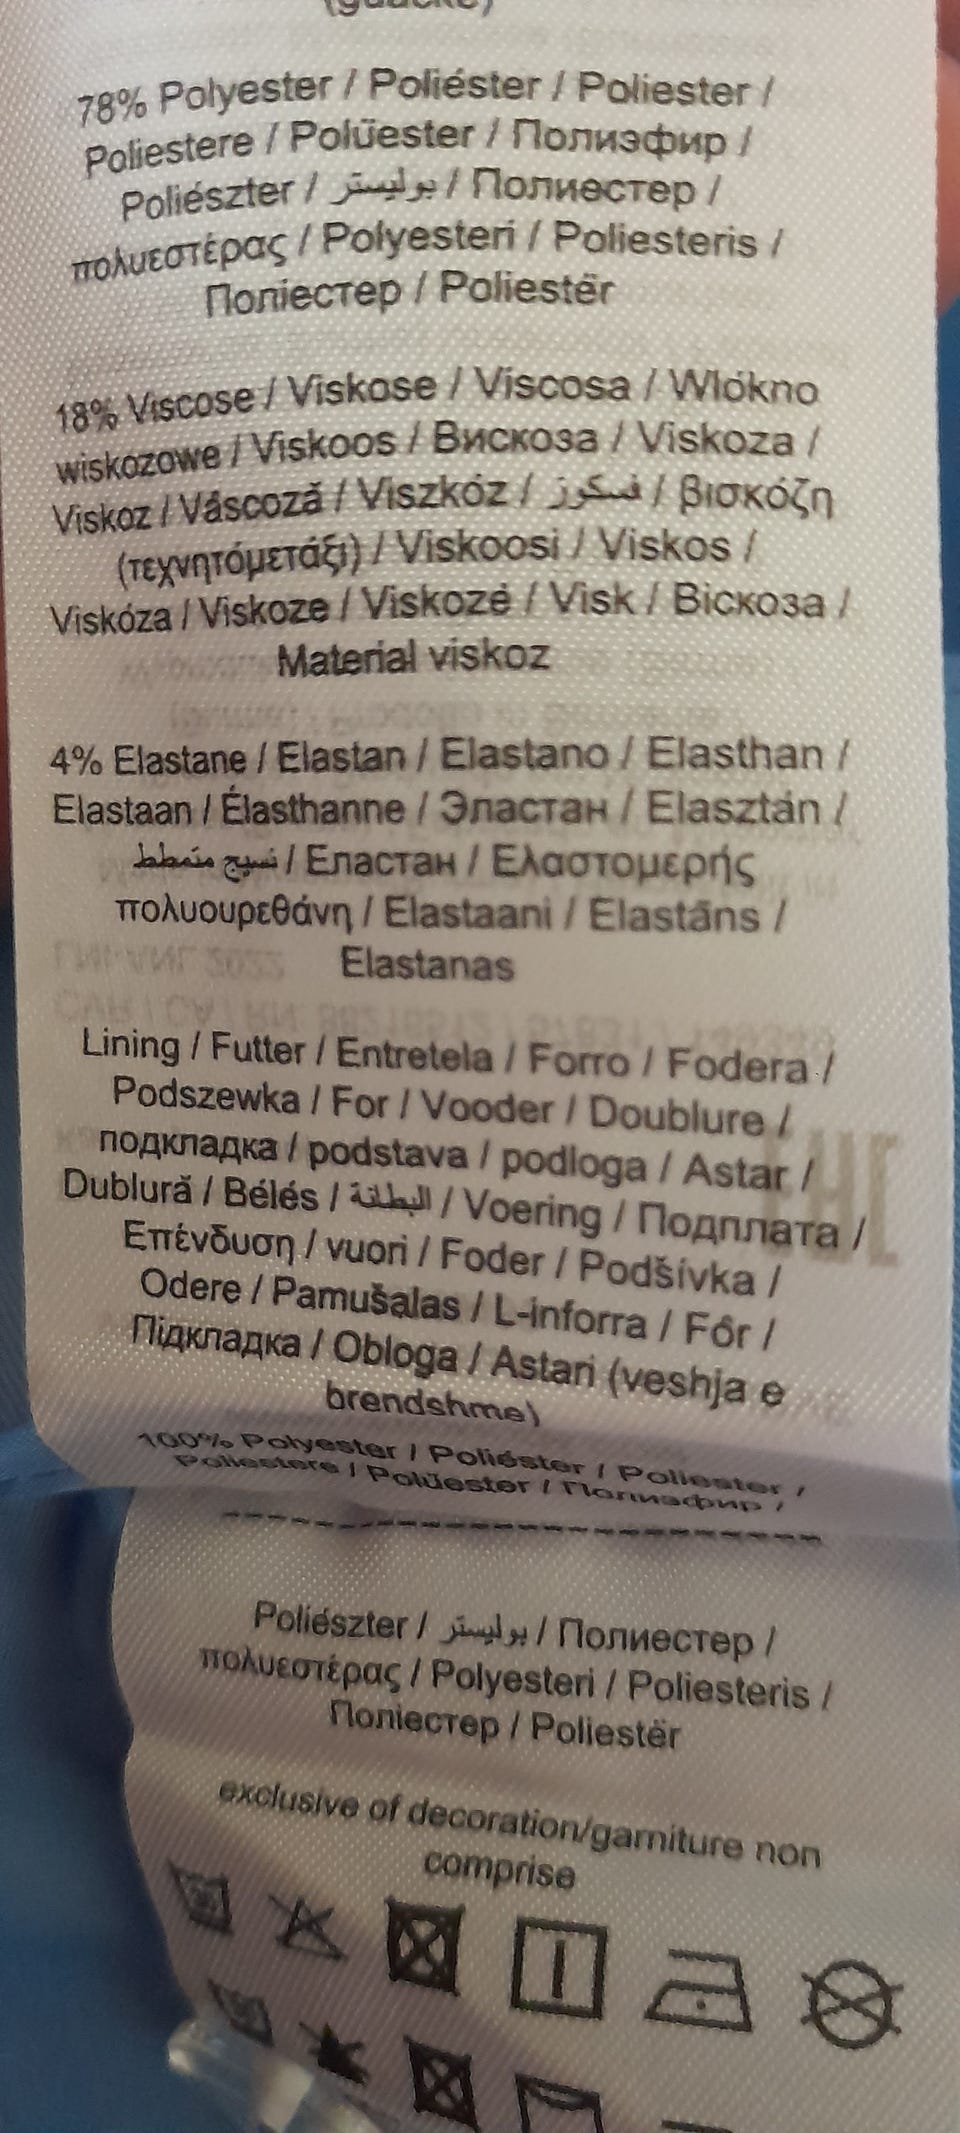 78% Polyester / Poliéster / Poliester /
Poliestere / Polüester / Полиэфир /
Poliészter / بوليستر / Полиестер /
πολυεστέρας / Polyesteri / Poliesteris /
Поліестер / Poliestër
18% Viscose / Viskose / Viscosa / Wlókno
wiskozowe / Viskoos / Вискоза / Viskoza /
Viskoz / Vâscozã / Viszkóz / فسكوز / βισκόζη
(τεχνητόμετάξι) / Viskoosi / Viskos /
Viskóza / Viskoze / Viskozė / Visk / Віскоза /
Material viskoz
4% Elastane / Elastan / Elastano / Elasthan /
Elastaan / Élasthanne / Эластан / Elasztán /
نسيج متمطط / Еластан / Ελαστομερής
πολυουρεθάνη / Elastaani / Elastāns /
Elastanas
Lining / Futter / Entretela / Forro / Fodera /
Podszewka / For / Vooder / Doublure /
подкладка / podstava / podloga / Astar /
Dublură / Bélés / البطانة / Voering / Подплата /
Επένδυση / vuori / Foder / Podšívka /
Odere / Pamušalas / L-inforra / Fôr /
Підкладка / Obloga / Astari (veshja e
brendshme)
100% Polyester / Poliéster / Poliester /
Poliestere / Polüester / Полиэфир /
Poliészter / بوليستر / Полиестер /
πολυεστέρας / Polyesteri / Poliesteris /
Поліестер / Poliestër
exclusive of decoration/garniture non
comprise